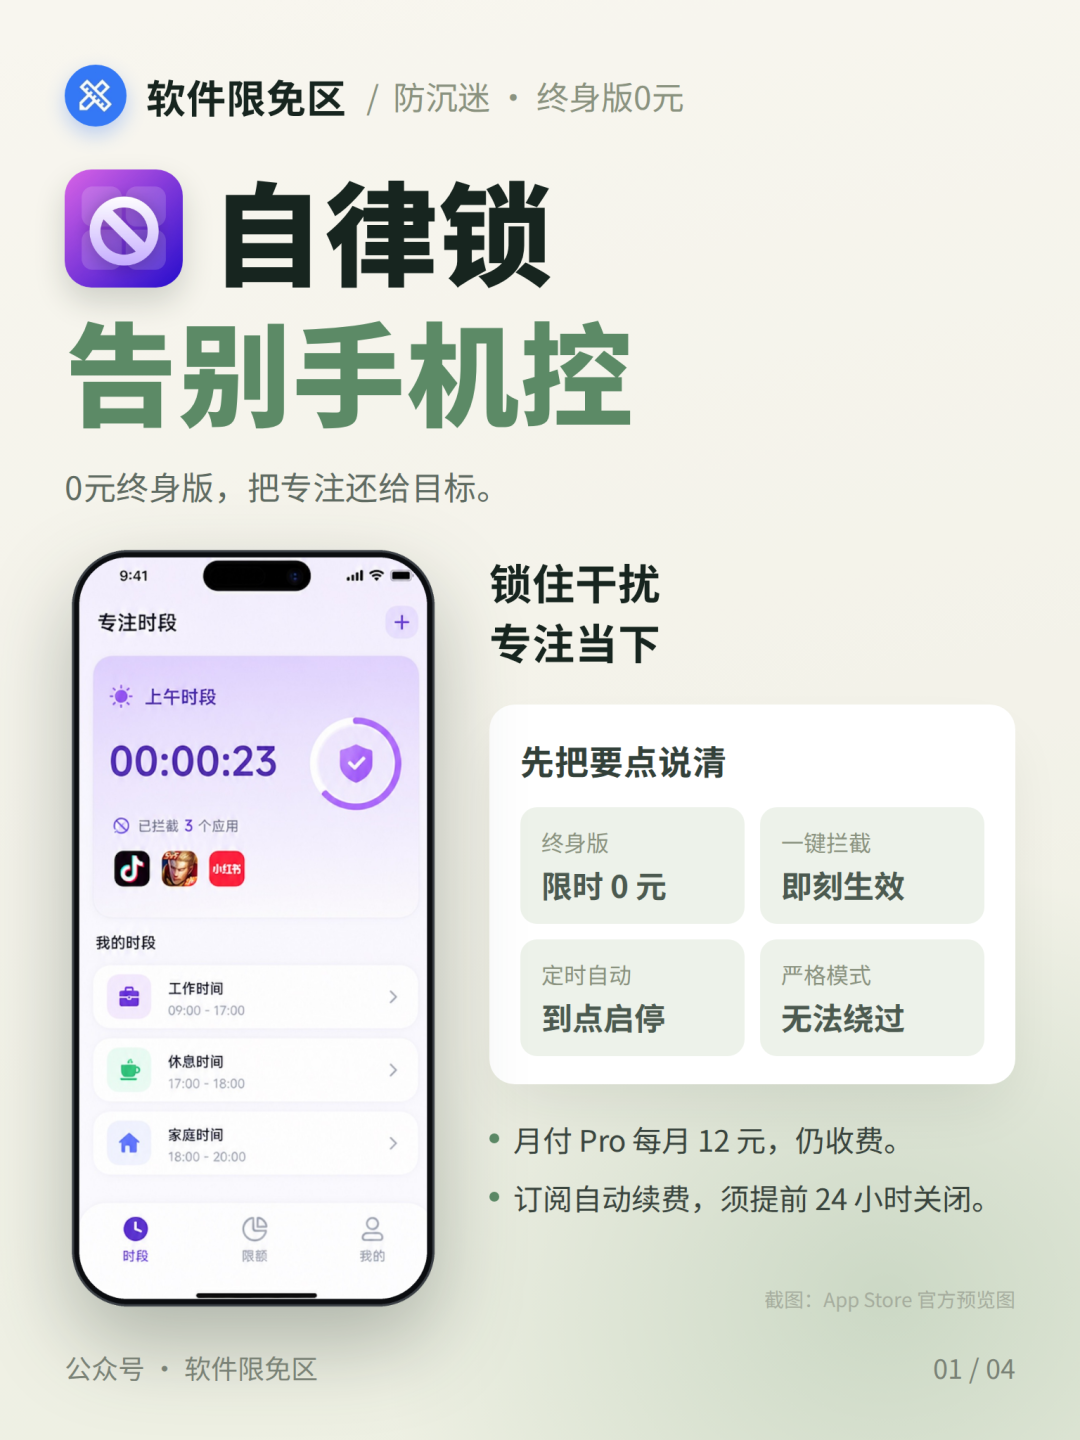 软件限免区 / 防沉迷 · 终身版0元
自律锁
告别手机控
0元终身版，把专注还给目标。
9:41
专注时段
上午时段
00:00:23
已拦截 3 个应用
5v5
小红书
我的时段
工作时间
09:00 - 17:00
休息时间
17:00 - 18:00
家庭时间
18:00 - 20:00
时段
限额
我的
锁住干扰
专注当下
先把要点说清
终身版
限时 0 元
一键拦截
即刻生效
定时自动
到点启停
严格模式
无法绕过
• 月付 Pro 每月 12 元，仍收费。
• 订阅自动续费，须提前 24 小时关闭。
截图：App Store 官方预览图
公众号 · 软件限免区
01 / 04